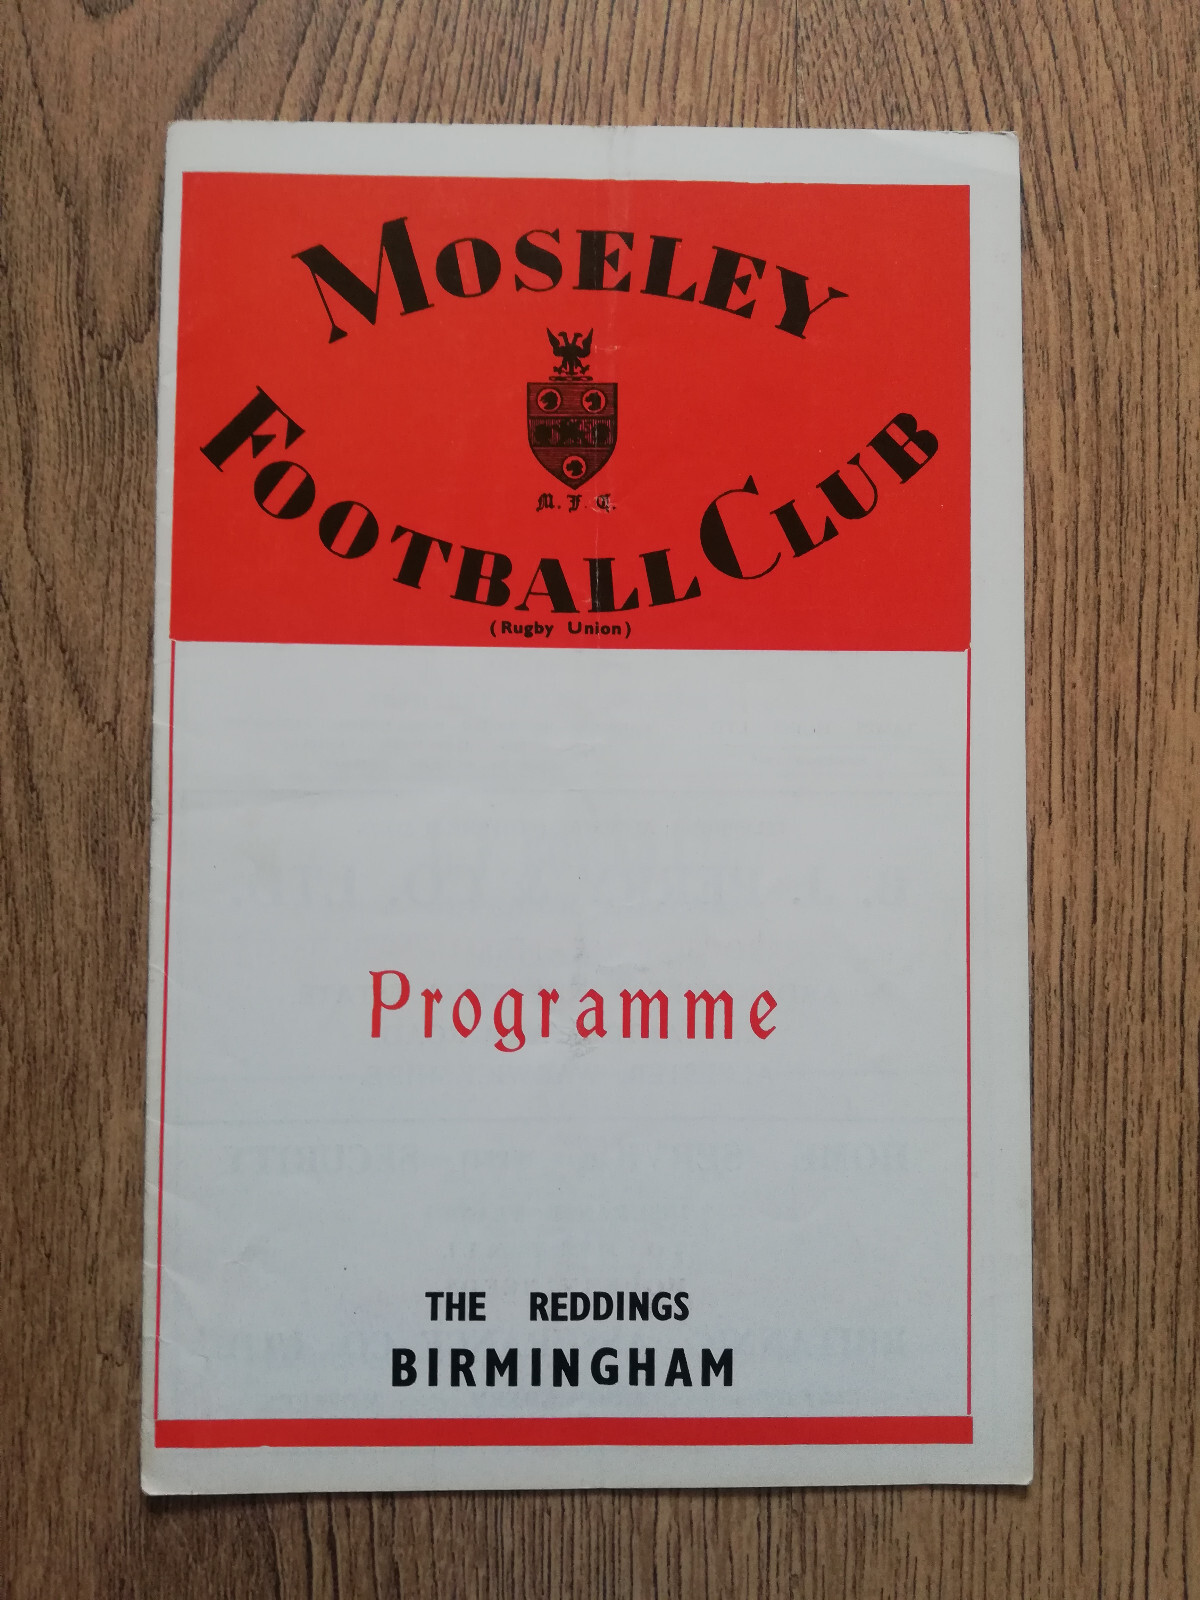 MOSELEY
M. F. C.
FOOTBALL CLUB
(Rugby Union)
Programme
THE REDDINGS
BIRMINGHAM